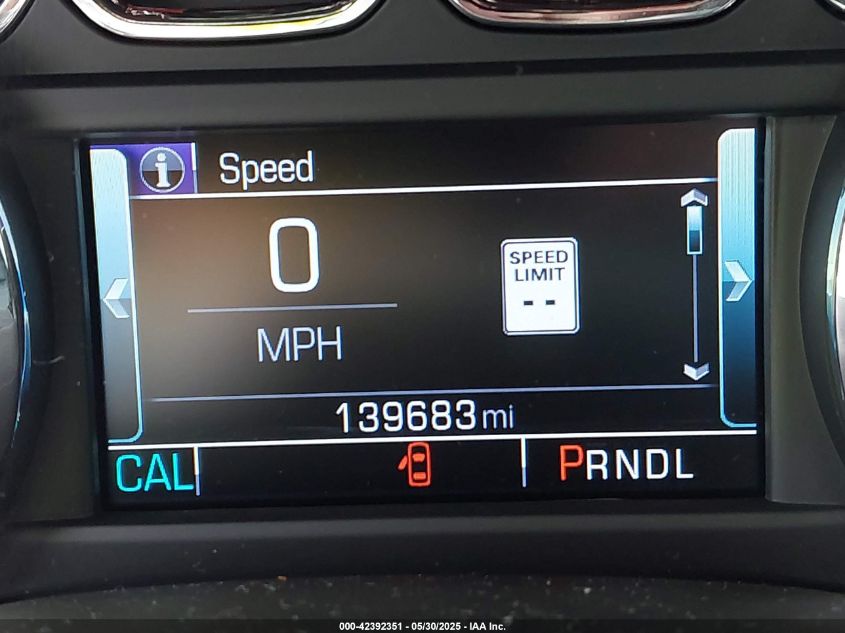 i Speed
0
MPH
SPEED
LIMIT
--
139683 mi
CAL
PRNDL
000-42392351 - 05/30/2025 - IAA Inc.